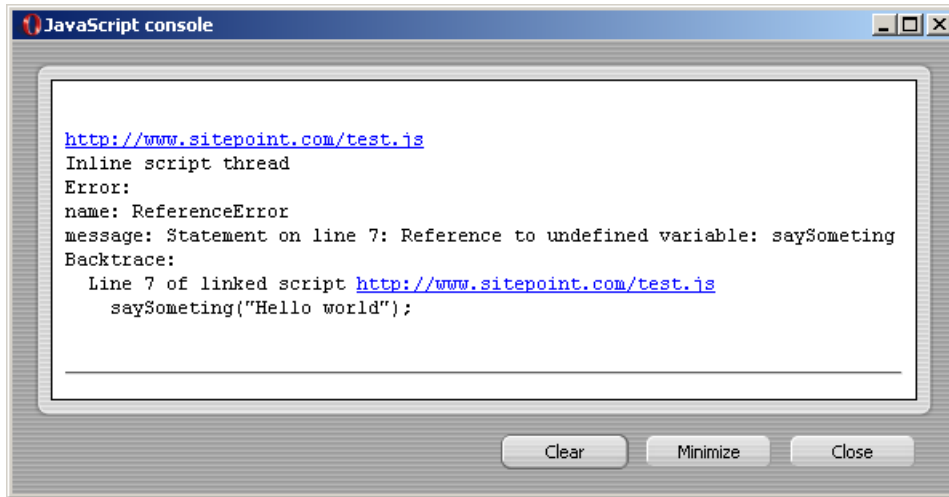 JavaScript console
http://www.sitepoint.com/test.js
Inline script thread
Error:
name: ReferenceError
message: Statement on line 7: Reference to undefined variable: saySometing
Backtrace:
Line 7 of linked script http://www.sitepoint.com/test.js
saySometing("Hello world");
Clear Minimize Close